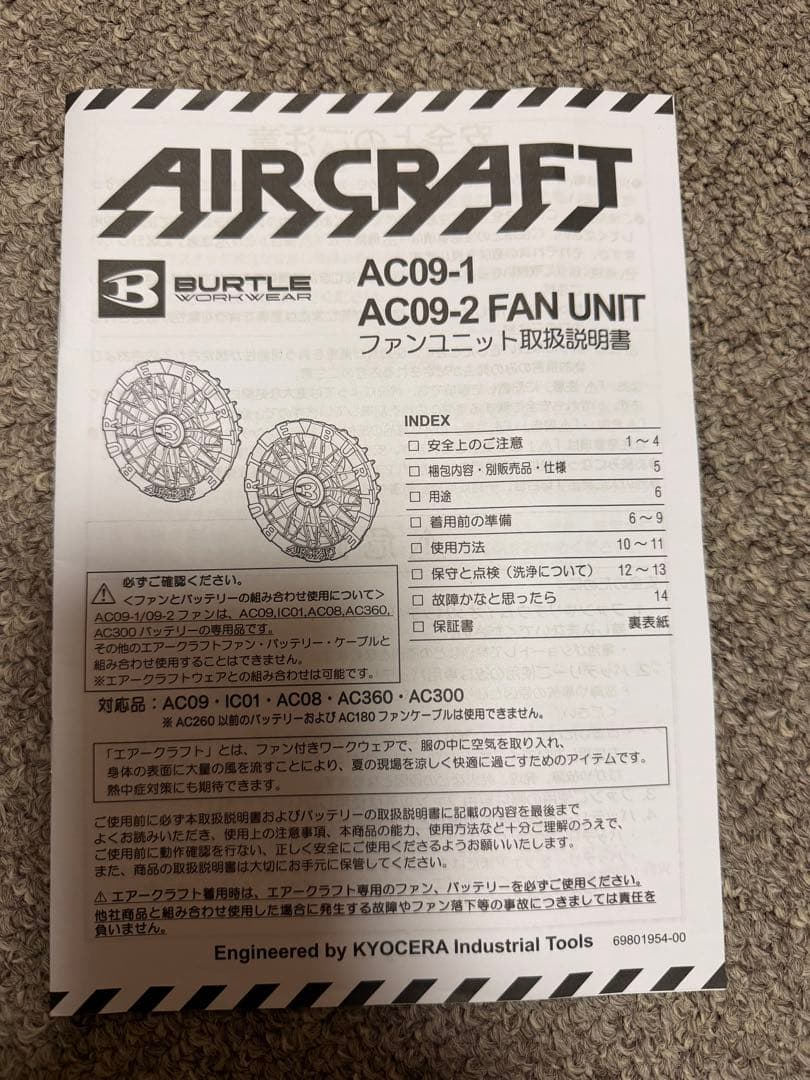 AIRCRAFT
BURTLE
WORKWEAR
AC09-1
AC09-2 FAN UNIT
ファンユニット取扱説明書
INDEX
□ 安全上のご注意 1～4
□ 梱包内容・別販売品・仕様 5
□ 用途 6
□ 着用前の準備 6～9
□ 使用方法 10～11
□ 保守と点検（洗浄について） 12～13
□ 故障かなと思ったら 14
□ 保証書 裏表紙
BURTLE
AIRCRAFT
BURTLE
AIRCRAFT
必ずご確認ください。
＜ファンとバッテリーの組み合わせ使用について＞
AC09-1/09-2 ファンは、AC09,IC01,AC08,AC360,
AC300 バッテリーの専用品です。
その他のエアークラフトファン・バッテリー・ケーブルと
組み合わせ使用することはできません。
※エアークラフトウェアとの組み合わせは可能です。
対応品：AC09・IC01・AC08・AC360・AC300
※ AC260 以前のバッテリーおよび AC180 ファンケーブルは使用できません。
「エアークラフト」とは、ファン付きワークウェアで、服の中に空気を取り入れ、
身体の表面に大量の風を流すことにより、夏の現場を涼しく快適に過ごすためのアイテムです。
熱中症対策にも期待できます。
ご使用前に必ず本取扱説明書およびバッテリーの取扱説明書に記載の内容を最後まで
よくお読みいただき、使用上の注意事項、本商品の能力、使用方法など十分ご理解のうえで、
ご使用前に動作確認を行ない、正しく安全にご使用くださるようお願いいたします。
また、商品の取扱説明書は大切にお手元に保管してください。
⚠ エアークラフト着用時は、エアークラフト専用のファン、バッテリーを必ずご使用ください。
他社商品と組み合わせ使用した場合に発生する故障やファン落下等の事故につきましては責任を
負いません。
Engineered by KYOCERA Industrial Tools 69801954-00